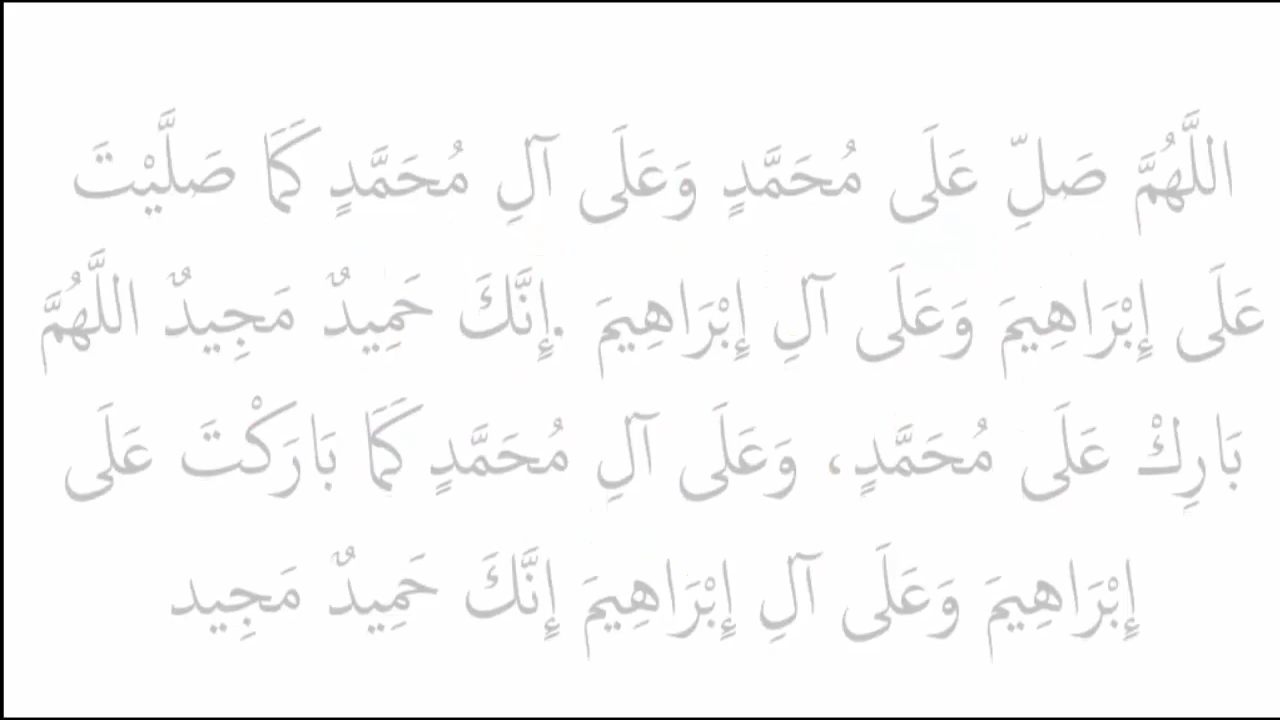 اللَّهُمَّ صَلِّ عَلَى مُحَمَّدٍ وَعَلَى آلِ مُحَمَّدٍ كَمَا صَلَّيْتَ
عَلَى إِبْرَاهِيمَ وَعَلَى آلِ إِبْرَاهِيمَ .إِنَّكَ حَمِيدٌ مَجِيدٌ اللَّهُمَّ
بَارِكْ عَلَى مُحَمَّدٍ، وَعَلَى آلِ مُحَمَّدٍ كَمَا بَارَكْتَ عَلَى
إِبْرَاهِيمَ وَعَلَى آلِ إِبْرَاهِيمَ إِنَّكَ حَمِيدٌ مَجِيد